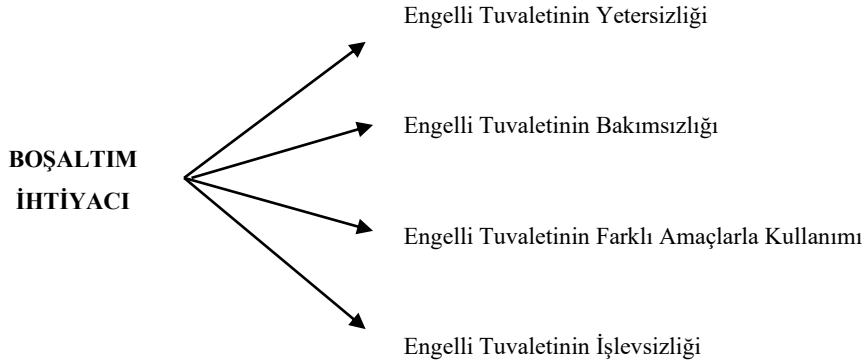 Engelli Tuvaletinin Yetersizliği
Engelli Tuvaletinin Bakımsızlığı
BOŞALTIM
İHTİYACI
Engelli Tuvaletinin Farklı Amaçlarla Kullanımı
Engelli Tuvaletinin İşlevsizliği